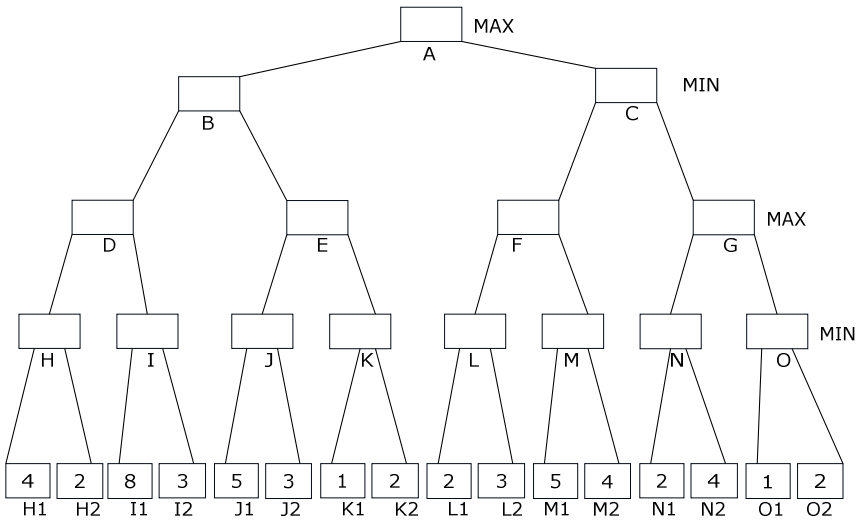 MAX
A
MIN
B
C
MAX
D
E
F
G
MIN
H
I
J
K
L
M
N
O
4 2 8 3 5 3 1 2 2 3 5 4 2 4 1 2
H1 H2 I1 I2 J1 J2 K1 K2 L1 L2 M1 M2 N1 N2 O1 O2